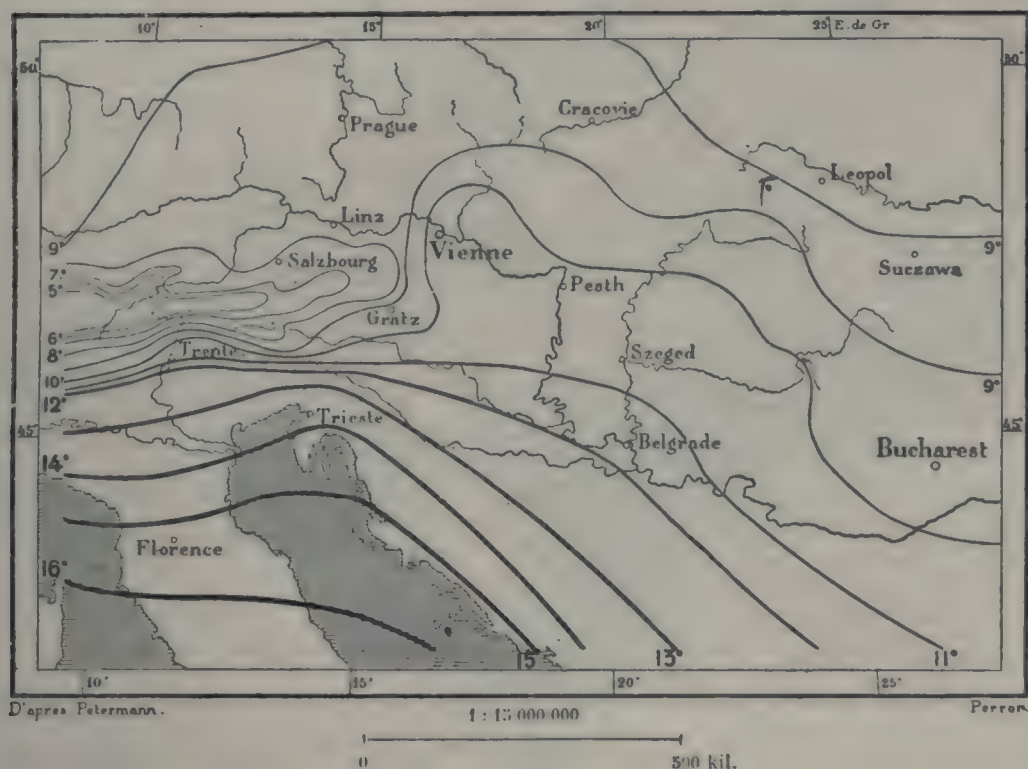 10° 15° 20° 25° E. de Gr
50° 50°
Cracovie
Prague
Leopol
Linz
9° Vienne 9°
Salzbourg Suczawa
7°
5° Pesth
Gratz
6°
8° Trente Szeged
10° 9°
12°
45° Trieste Belgrade 45°
Bucharest
14°
Florence
16°
15° 13° 11°
10° 15° 20° 25°
D'apres Petermann. Perron
1 : 15 000 000
0 500 kil.